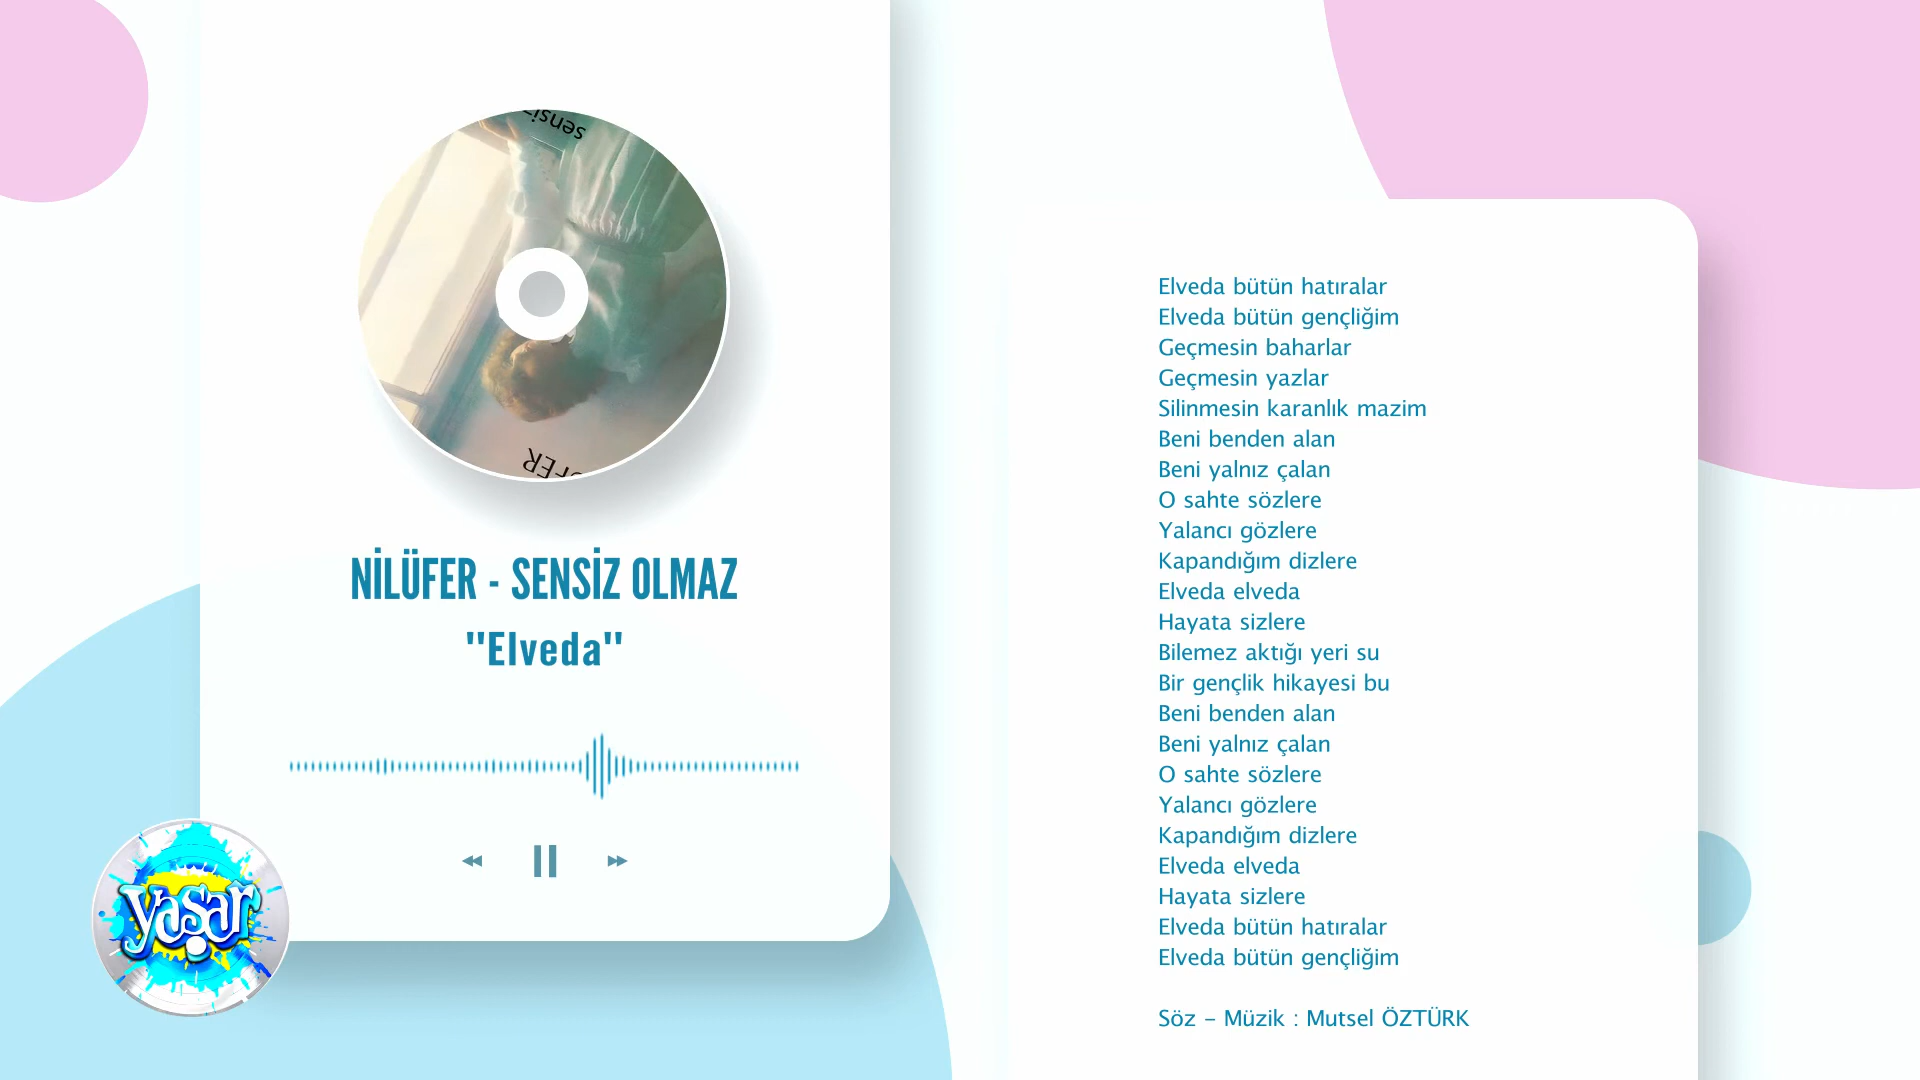 sensiz
FER
NİLÜFER - SENSİZ OLMAZ
"Elveda"
yaşar
Elveda bütün hatıralar
Elveda bütün gençliğim
Geçmesin baharlar
Geçmesin yazlar
Silinmesin karanlık mazim
Beni benden alan
Beni yalnız çalan
O sahte sözlere
Yalancı gözlere
Kapandığım dizlere
Elveda elveda
Hayata sizlere
Bilemez aktığı yeri su
Bir gençlik hikayesi bu
Beni benden alan
Beni yalnız çalan
O sahte sözlere
Yalancı gözlere
Kapandığım dizlere
Elveda elveda
Hayata sizlere
Elveda bütün hatıralar
Elveda bütün gençliğim
Söz – Müzik : Mutsel ÖZTÜRK